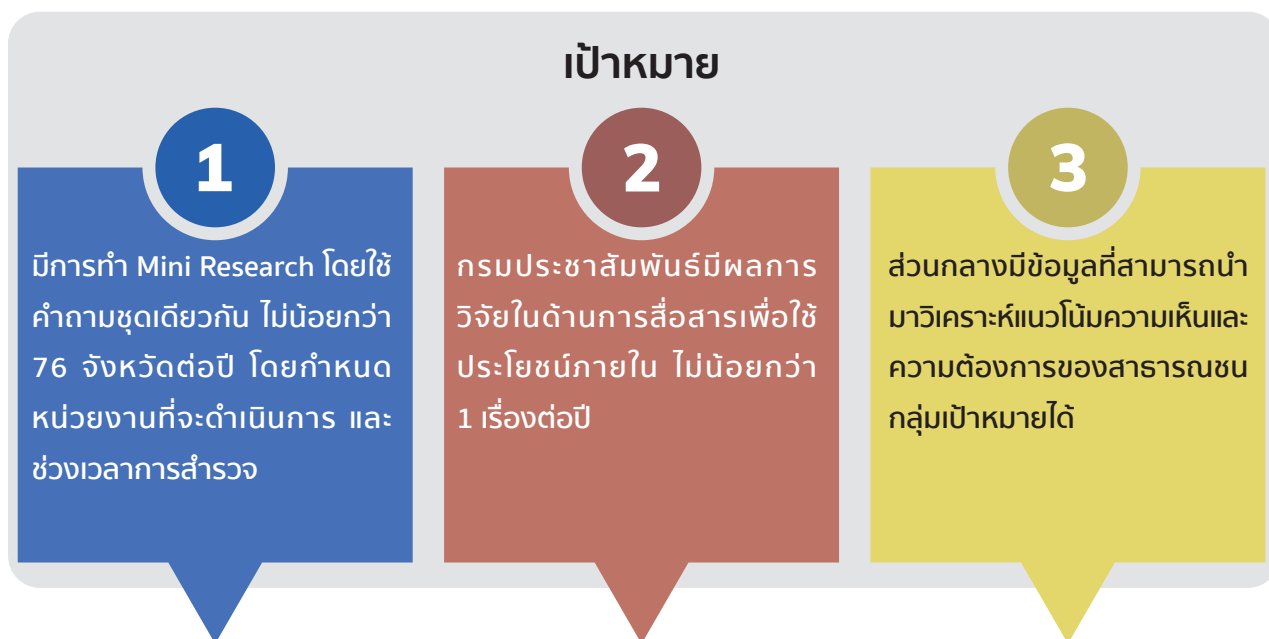 เป้าหมาย
1
มีการทำ Mini Research โดยใช้
คำถามชุดเดียวกัน ไม่น้อยกว่า
76 จังหวัดต่อปี โดยกำหนด
หน่วยงานที่จะดำเนินการ และ
ช่วงเวลาการสำรวจ
2
กรมประชาสัมพันธ์มีผลการ
วิจัยในด้านการสื่อสารเพื่อใช้
ประโยชน์ภายใน ไม่น้อยกว่า
1 เรื่องต่อปี
3
ส่วนกลางมีข้อมูลที่สามารถนำ
มาวิเคราะห์แนวโน้มความเห็นและ
ความต้องการของสาธารณชน
กลุ่มเป้าหมายได้